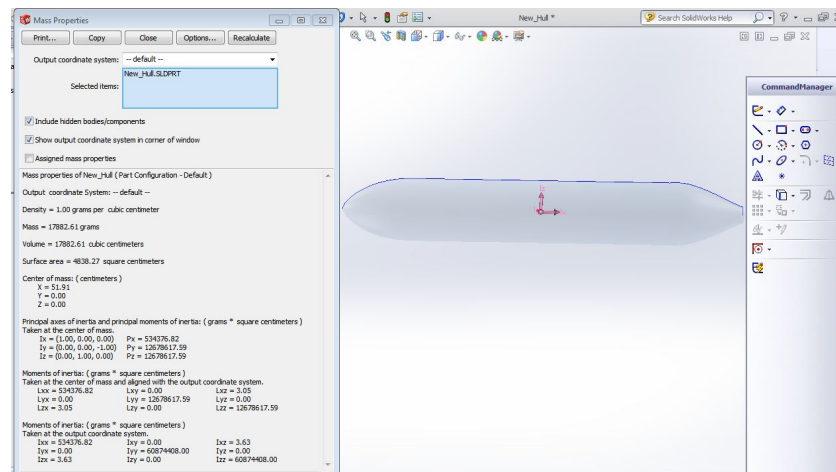 Mass Properties
New_Hull *
Search SolidWorks Help
Print... Copy Close Options... Recalculate
Output coordinate system: -- default --
Selected items: New_Hull.SLDPRT
CommandManager
Include hidden bodies/components
Show output coordinate system in corner of window
Assigned mass properties
Mass properties of New_Hull ( Part Configuration - Default )
Output coordinate System: -- default --
Density = 1.00 grams per cubic centimeter
Mass = 17882.61 grams
Volume = 17882.61 cubic centimeters
Surface area = 4838.27 square centimeters
Center of mass: ( centimeters )
X = 51.91
Y = 0.00
Z = 0.00
Principal axes of inertia and principal moments of inertia: ( grams * square centimeters )
Taken at the center of mass.
Ix = (1.00, 0.00, 0.00) Px = 534376.82
Iy = (0.00, 0.00, -1.00) Py = 12678617.59
Iz = (0.00, 1.00, 0.00) Pz = 12678617.59
Moments of inertia: ( grams * square centimeters )
Taken at the center of mass and aligned with the output coordinate system.
Lxx = 534376.82 Lxy = 0.00 Lxz = 3.05
Lyx = 0.00 Lyy = 12678617.59 Lyz = 0.00
Lzx = 3.05 Lzy = 0.00 Lzz = 12678617.59
Moments of inertia: ( grams * square centimeters )
Taken at the output coordinate system.
Ixx = 534376.82 Ixy = 0.00 Ixz = 3.63
Iyx = 0.00 Iyy = 60874408.00 Iyz = 0.00
Izx = 3.63 Izy = 0.00 Izz = 60874408.00